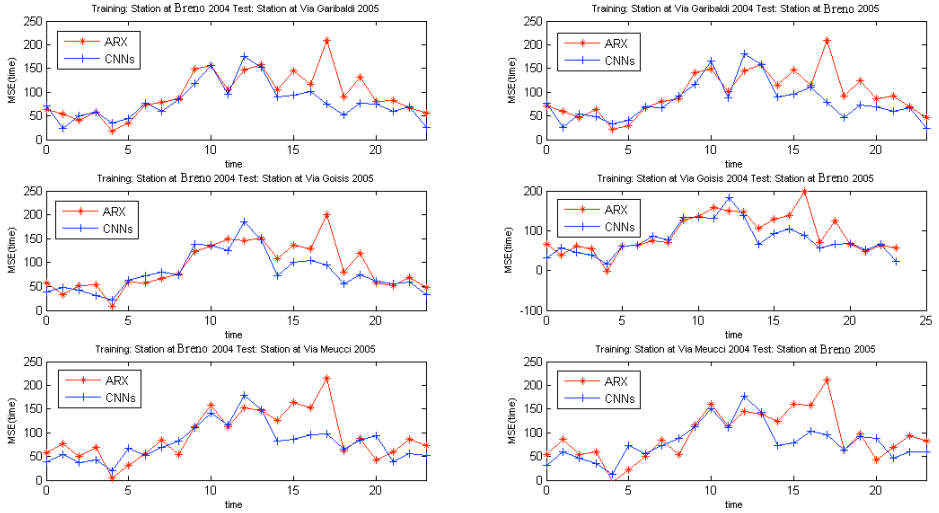 Training: Station at Breno 2004 Test: Station at Via Garibaldi 2005
250
200
150
100
50
0
MSE(time)
ARX
CNNs
0 5 10 15 20
time
Training: Station at Via Garibaldi 2004 Test: Station at Breno 2005
250
200
150
100
50
0
MSE(time)
ARX
CNNs
0 5 10 15 20 25
time
Training: Station at Breno 2004 Test: Station at Via Goisis 2005
250
200
150
100
50
0
MSE(time)
ARX
CNNs
0 5 10 15 20
time
Training: Station at Via Goisis 2004 Test: Station at Breno 2005
200
100
0
-100
MSE(time)
ARX
CNNs
0 5 10 15 20 25
time
Training: Station at Breno 2004 Test: Station at Via Meucci 2005
250
200
150
100
50
0
MSE(time)
ARX
CNNs
0 5 10 15 20
time
Training: Station at Via Meucci 2004 Test: Station at Breno 2005
250
200
150
100
50
0
MSE(time)
ARX
CNNs
0 5 10 15 20
time